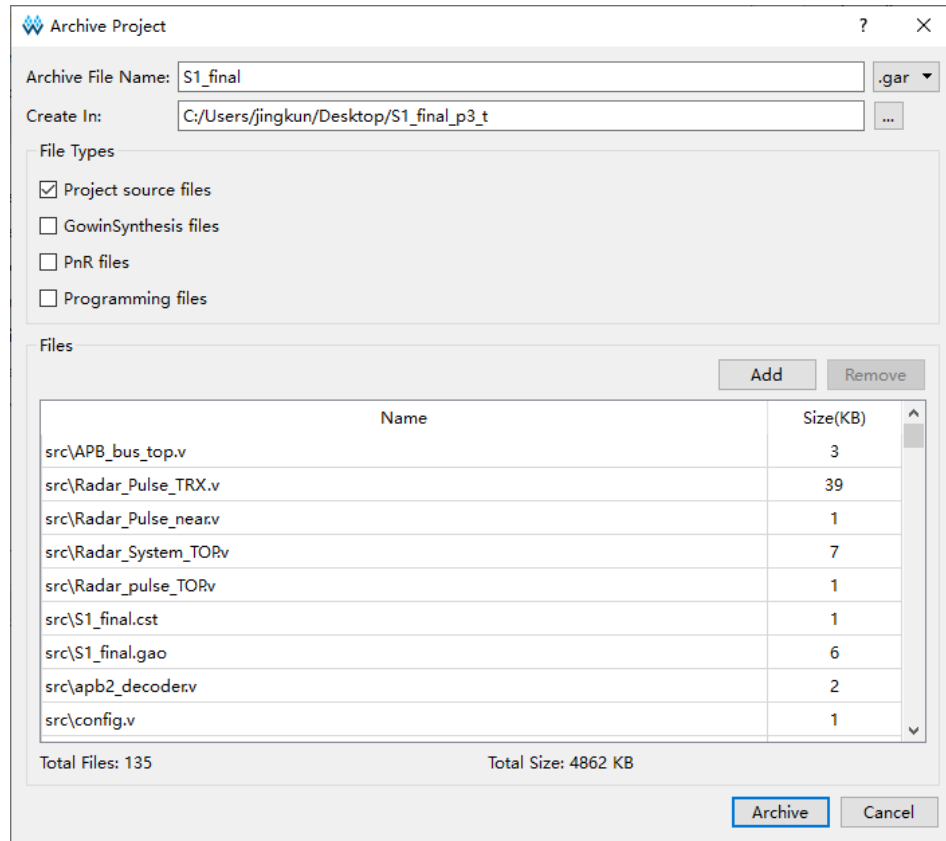 Archive Project ? ×
Archive File Name: S1_final .gar
Create In: C:/Users/jingkun/Desktop/S1_final_p3_t ...
File Types
Project source files
GowinSynthesis files
PnR files
Programming files
Files
Add Remove
Name Size(KB)
src\APB_bus_top.v 3
src\Radar_Pulse_TRX.v 39
src\Radar_Pulse_near.v 1
src\Radar_System_TOP.v 7
src\Radar_pulse_TOP.v 1
src\S1_final.cst 1
src\S1_final.gao 6
src\apb2_decoder.v 2
src\config.v 1
Total Files: 135 Total Size: 4862 KB
Archive Cancel